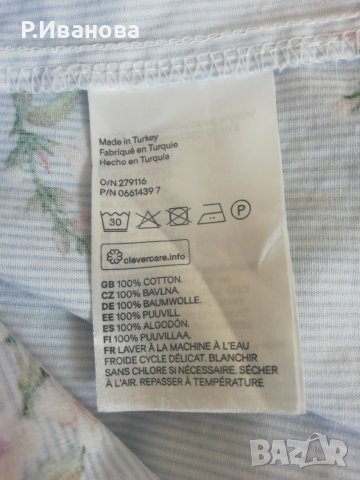 Р.Иванова
Made in Turkey
Fabriqué en Turquie
Hecho en Turquía
O/N 279116
P/N 0661439 7
30
P
clevercare.info
GB 100% COTTON.
CZ 100% BAVLNA.
DE 100% BAUMWOLLE.
EE 100% PUUVILL.
ES 100% ALGODÓN.
FI 100% PUUVILLAA.
FR LAVER À LA MACHINE À L'EAU
FROIDE CYCLE DÉLICAT. BLANCHIR
SANS CHLORE SI NÉCESSAIRE. SÉCHER
À L'AIR. REPASSER À TEMPÉRATURE
BAZAR